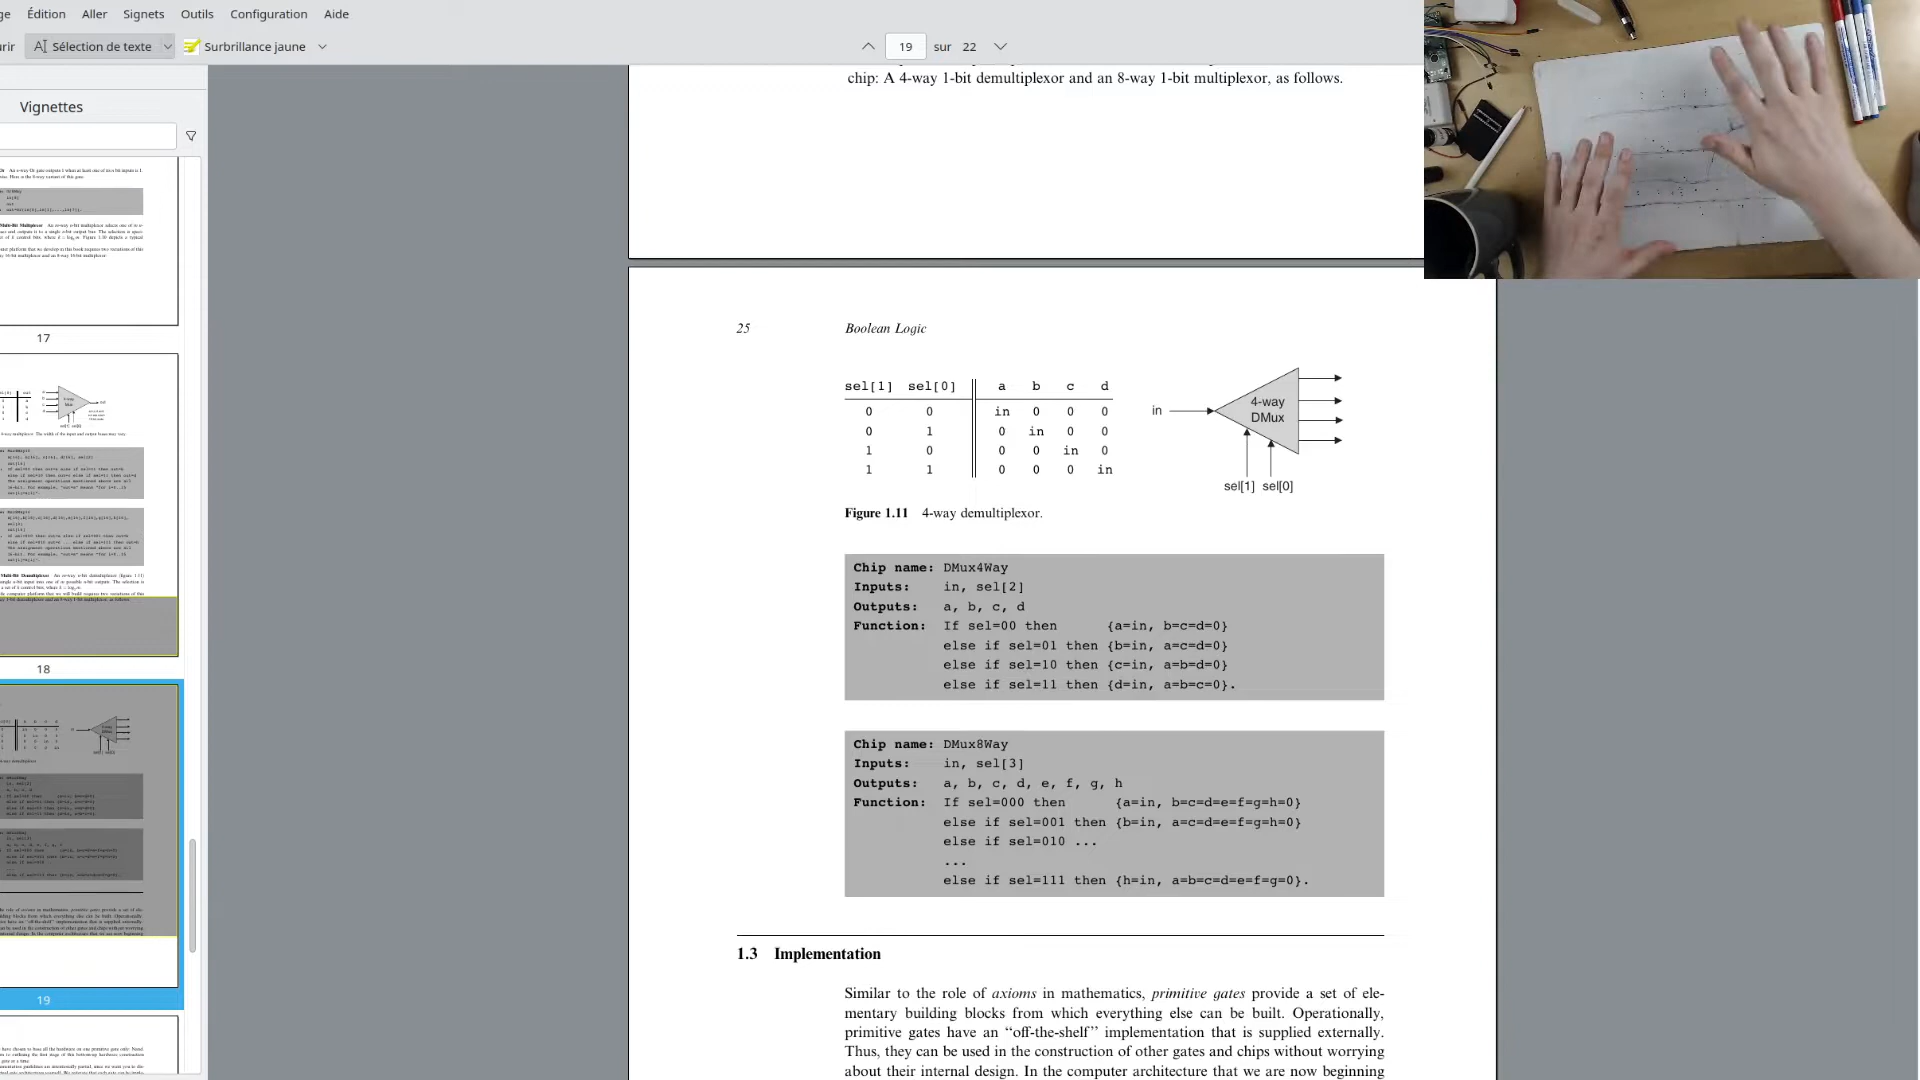 Édition Aller Signets Outils Configuration Aide
Sélection de texte Surbrillance jaune 19 sur 22
Vignettes
17
18
19
chip: A 4-way 1-bit demultiplexor and an 8-way 1-bit multiplexor, as follows.
25 Boolean Logic
sel[1] sel[0] a b c d
0 0 in 0 0 0
0 1 0 in 0 0
1 0 0 0 in 0
1 1 0 0 0 in
in
4-way
DMux
sel[1] sel[0]
Figure 1.11 4-way demultiplexor.
Chip name: DMux4Way
Inputs: in, sel[2]
Outputs: a, b, c, d
Function: If sel=00 then {a=in, b=c=d=0}
else if sel=01 then {b=in, a=c=d=0}
else if sel=10 then {c=in, a=b=d=0}
else if sel=11 then {d=in, a=b=c=0}.
Chip name: DMux8Way
Inputs: in, sel[3]
Outputs: a, b, c, d, e, f, g, h
Function: If sel=000 then {a=in, b=c=d=e=f=g=h=0}
else if sel=001 then {b=in, a=c=d=e=f=g=h=0}
else if sel=010 ...
...
else if sel=111 then {h=in, a=b=c=d=e=f=g=0}.
1.3 Implementation
Similar to the role of axioms in mathematics, primitive gates provide a set of ele-
mentary building blocks from which everything else can be built. Operationally,
primitive gates have an ‘‘off-the-shelf’’ implementation that is supplied externally.
Thus, they can be used in the construction of other gates and chips without worrying
about their internal design. In the computer architecture that we are now beginning